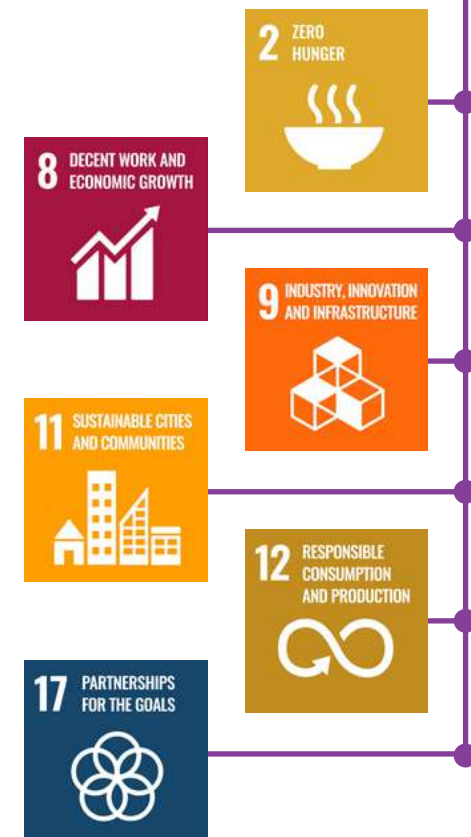 2 ZERO
HUNGER
8 DECENT WORK AND
ECONOMIC GROWTH
9 INDUSTRY, INNOVATION
AND INFRASTRUCTURE
11 SUSTAINABLE CITIES
AND COMMUNITIES
12 RESPONSIBLE
CONSUMPTION
AND PRODUCTION
17 PARTNERSHIPS
FOR THE GOALS